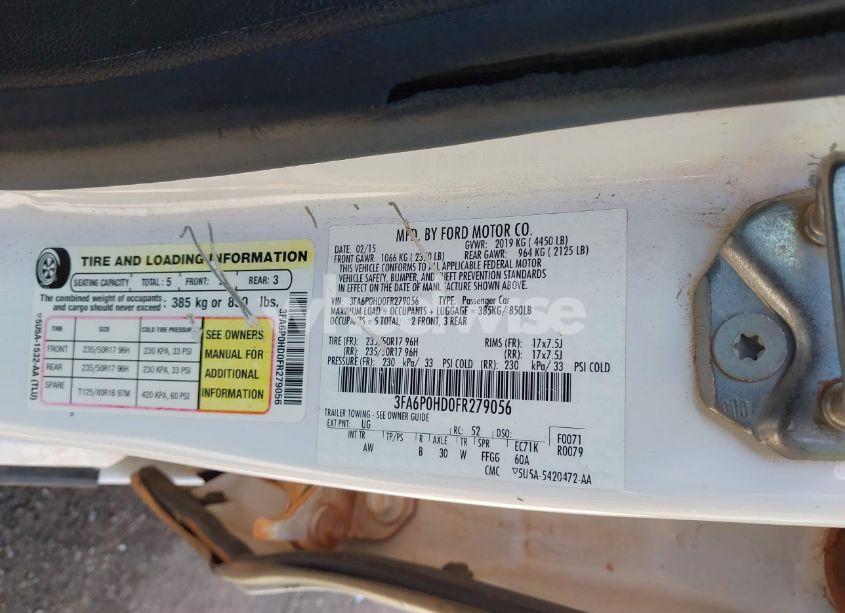 TIRE AND LOADING INFORMATION
SEATING CAPACITY TOTAL: 5 FRONT: REAR: 3
The combined weight of occupants and cargo should never exceed: 385 kg or 850 lbs.
TIRE SIZE COLD TIRE PRESSURE
FRONT 235/50R17 96H 230 KPA, 33 PSI
REAR 235/50R17 96H 230 KPA, 33 PSI
SPARE T125/80R16 97M 420 KPA, 60 PSI
SEE OWNERS
MANUAL FOR
ADDITIONAL
INFORMATION
5U5A-1532-AA (TLU)
3FA6P0HD0FR279056
MFD. BY FORD MOTOR CO.
DATE: 02/15 GVWR: 2019 KG ( 4450 LB)
FRONT GAWR: 1066 KG ( 2350 LB) REAR GAWR: 964 KG ( 2125 LB)
THIS VEHICLE CONFORMS TO ALL APPLICABLE FEDERAL MOTOR
VEHICLE SAFETY, BUMPER, AND THEFT PREVENTION STANDARDS
IN EFFECT ON THE DATE OF MANUFACTURE SHOWN ABOVE.
VIN: 3FA6P0HD0FR279056 TYPE: Passenger Car
MAXIMUM LOAD = OCCUPANTS + LUGGAGE = 385KG/ 850LB
OCCUPANTS = 5 TOTAL 2 FRONT, 3 REAR
TIRE (FR): 235/50R17 96H RIMS (FR): 17x7.5J
(RR): 235/50R17 96H (RR): 17x7.5J
PRESSURE (FR): 230 kPa/ 33 PSI COLD (RR): 230 kPa/ 33 PSI COLD
3FA6P0HD0FR279056
TRAILER TOWING - SEE OWNER GUIDE
EXT PNT: UG RC: 52 DSO: F0071
INT TR TP/PS R AXLE TR SPR EC71K R0079
AW B 30 W FFGG 60A
CMC 5U5A-5420472-AA